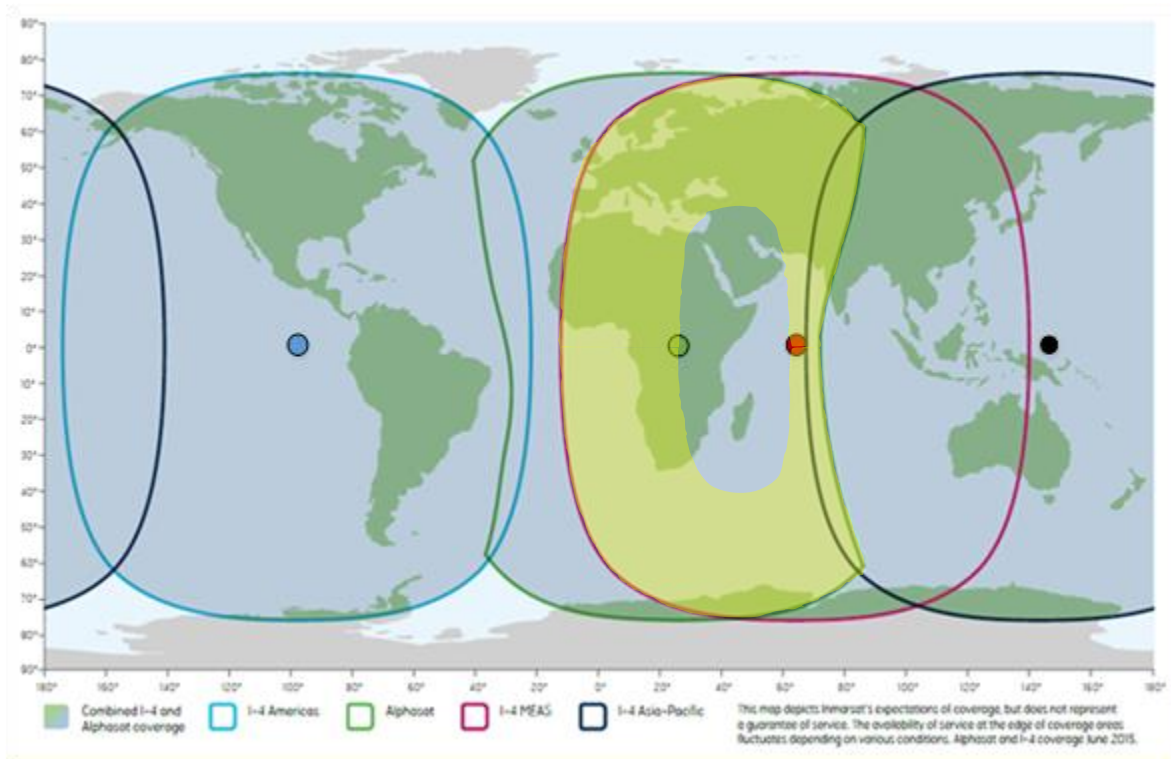 90°
80°
70°
60°
50°
40°
30°
20°
10°
0°
10°
20°
30°
40°
50°
60°
70°
80°
90°
180° 160° 140° 120° 100° 80° 60° 40° 20° 0° 20° 40° 60° 80° 100° 120° 140° 160° 180°
Combined I-4 and
Alphasat coverage
I-4 Americas
Alphasat
I-4 MEAS
I-4 Asia-Pacific
This map depicts Inmarsat's expectations of coverage, but does not represent
a guarantee of service. The availability of service at the edge of coverage areas
fluctuates depending on various conditions. Alphasat and I-4 coverage June 2015.